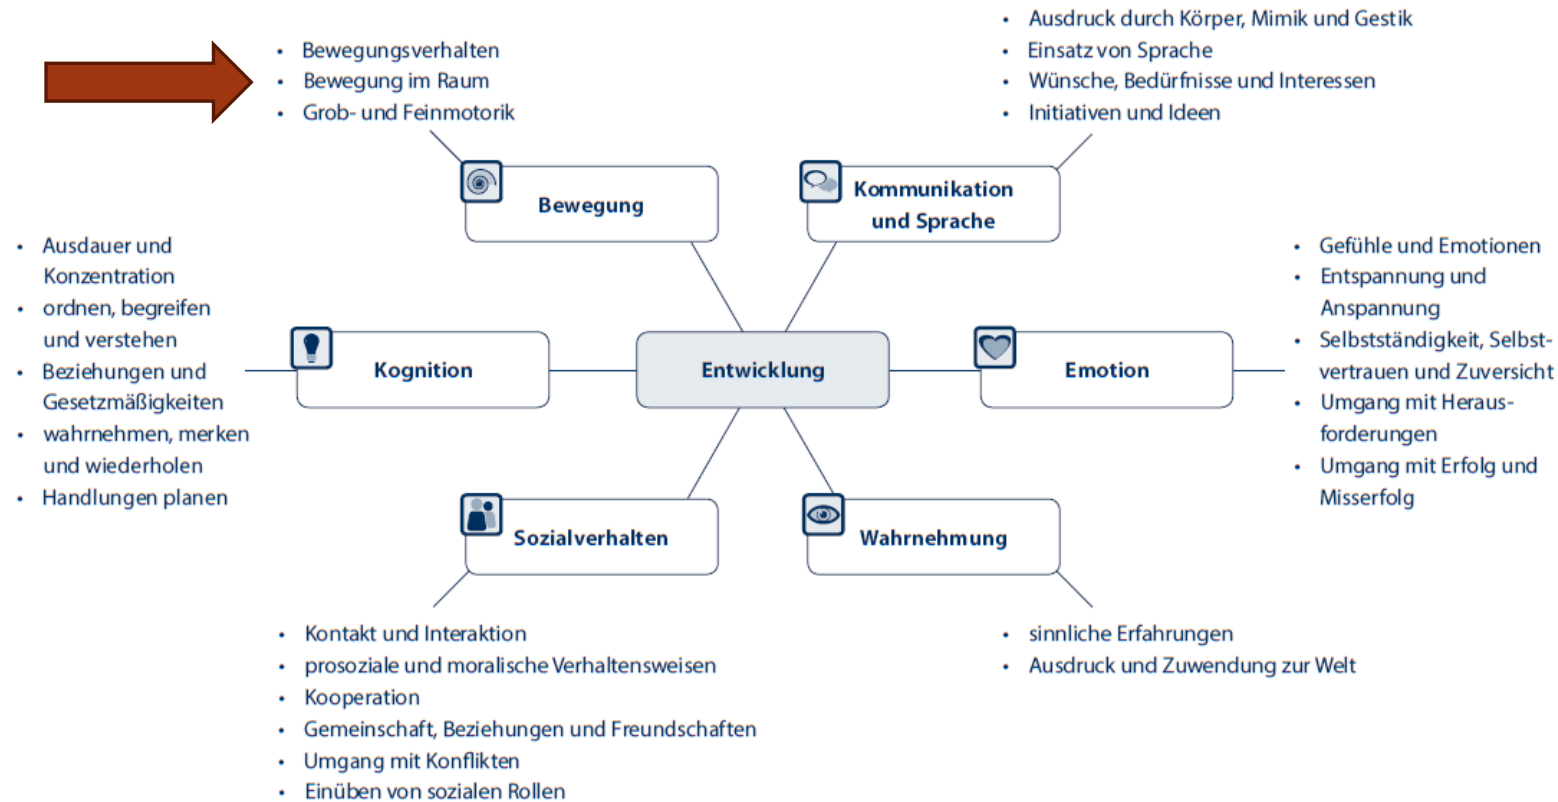 • Bewegungsverhalten
• Bewegung im Raum
• Grob- und Feinmotorik
• Ausdruck durch Körper, Mimik und Gestik
• Einsatz von Sprache
• Wünsche, Bedürfnisse und Interessen
• Initiativen und Ideen
Bewegung
Kommunikation
und Sprache
• Ausdauer und
Konzentration
• ordnen, begreifen
und verstehen
• Beziehungen und
Gesetzmäßigkeiten
• wahrnehmen, merken
und wiederholen
• Handlungen planen
Kognition
Entwicklung
Emotion
• Gefühle und Emotionen
• Entspannung und
Anspannung
• Selbstständigkeit, Selbst-
vertrauen und Zuversicht
• Umgang mit Heraus-
forderungen
• Umgang mit Erfolg und
Misserfolg
Sozialverhalten
Wahrnehmung
• Kontakt und Interaktion
• prosoziale und moralische Verhaltensweisen
• Kooperation
• Gemeinschaft, Beziehungen und Freundschaften
• Umgang mit Konflikten
• Einüben von sozialen Rollen
• sinnliche Erfahrungen
• Ausdruck und Zuwendung zur Welt